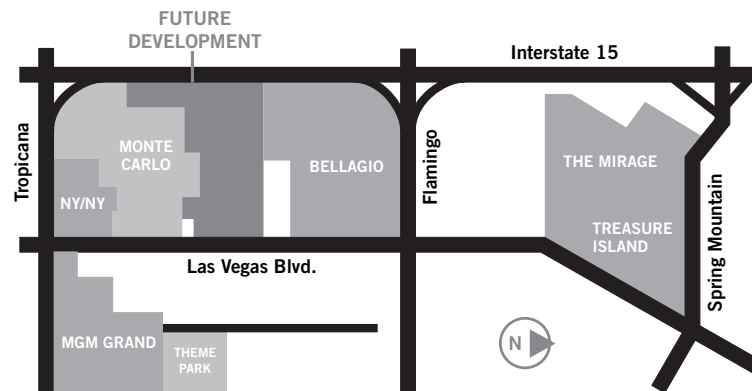 FUTURE
DEVELOPMENT
Interstate 15
Tropicana
MONTE
CARLO
BELLAGIO
Flamingo
THE MIRAGE
NY/NY
TREASURE
ISLAND
Spring Mountain
Las Vegas Blvd.
MGM GRAND
THEME
PARK
N